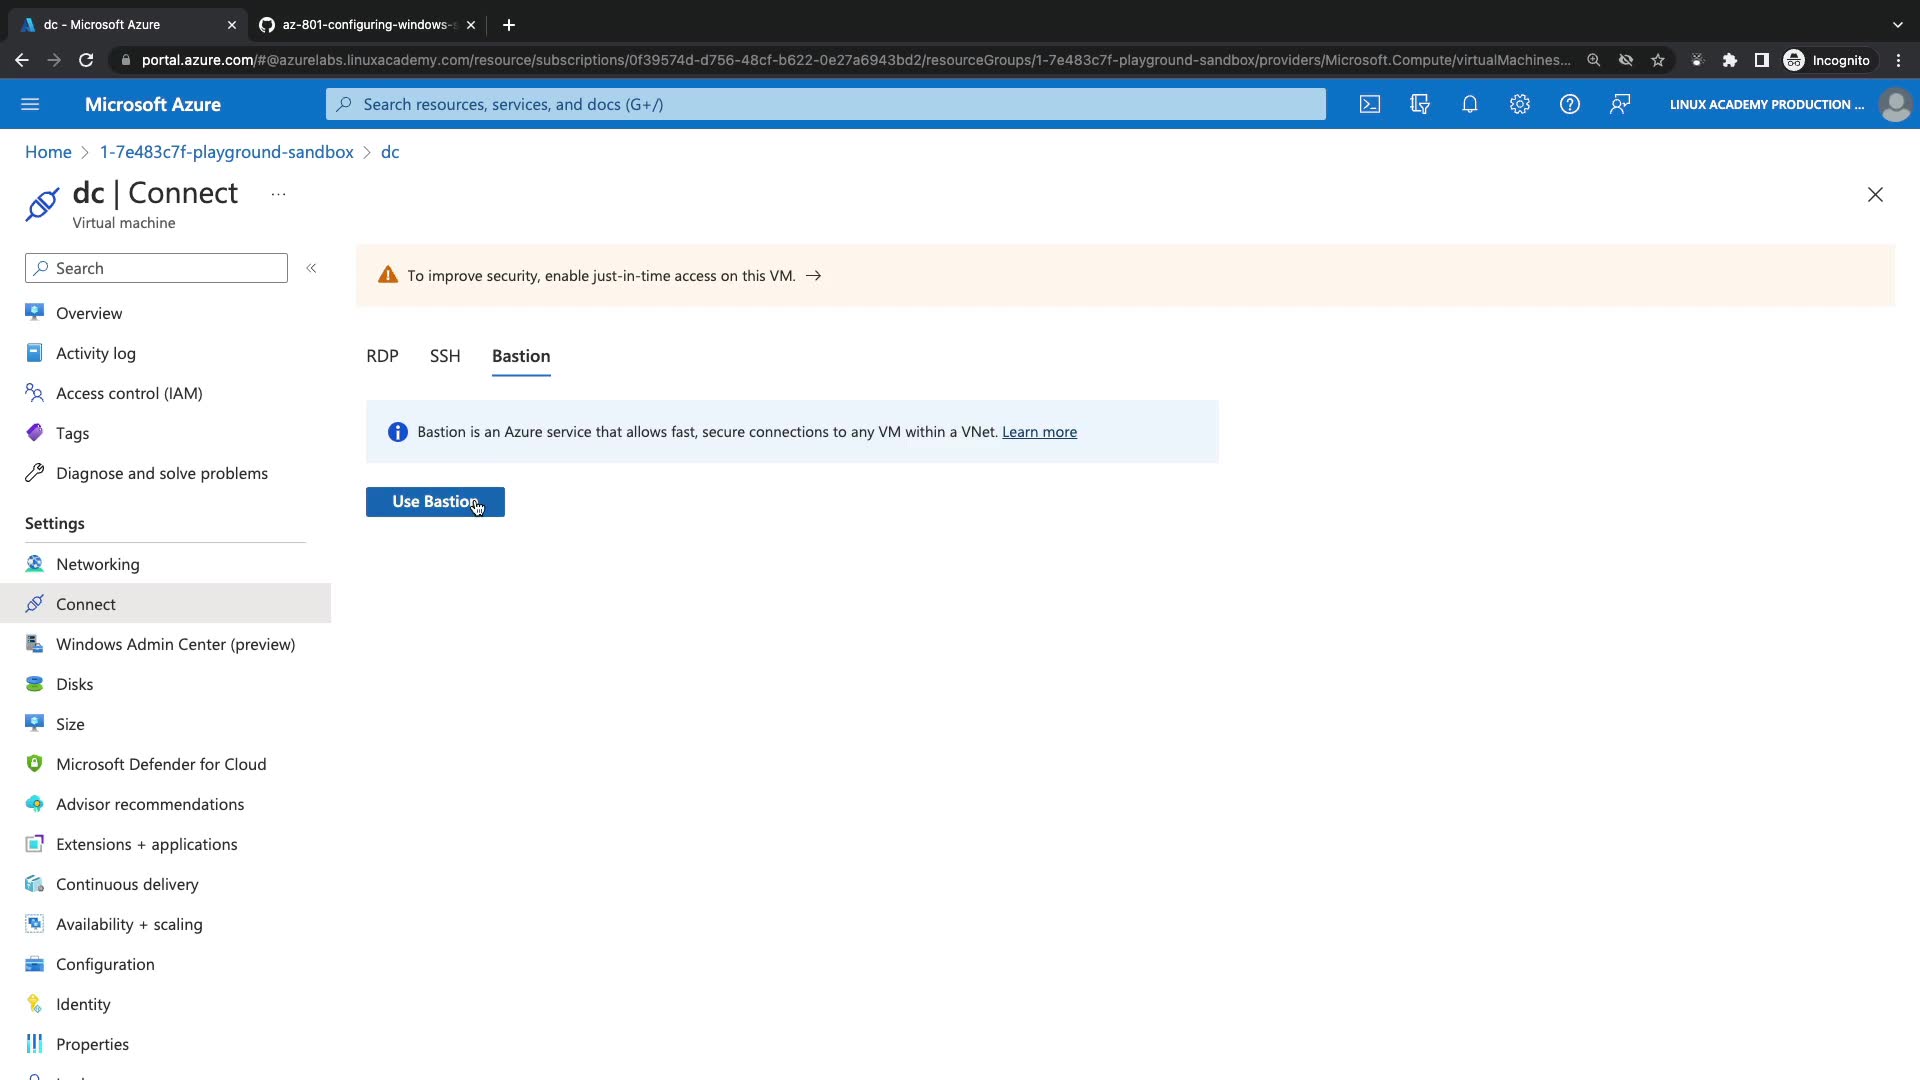 dc - Microsoft Azure
az-801-configuring-windows-s
portal.azure.com/#@azurelabs.linuxacademy.com/resource/subscriptions/0f39574d-d756-48cf-b622-0e27a6943bd2/resourceGroups/1-7e483c7f-playground-sandbox/providers/Microsoft.Compute/virtualMachines...
Incognito
Microsoft Azure
Search resources, services, and docs (G+/)
LINUX ACADEMY PRODUCTION ...
Home > 1-7e483c7f-playground-sandbox > dc
dc | Connect ...
Virtual machine
Search
To improve security, enable just-in-time access on this VM. →
Overview
Activity log
Access control (IAM)
Tags
Diagnose and solve problems
RDP SSH Bastion
Bastion is an Azure service that allows fast, secure connections to any VM within a VNet. Learn more
Use Bastion
Settings
Networking
Connect
Windows Admin Center (preview)
Disks
Size
Microsoft Defender for Cloud
Advisor recommendations
Extensions + applications
Continuous delivery
Availability + scaling
Configuration
Identity
Properties